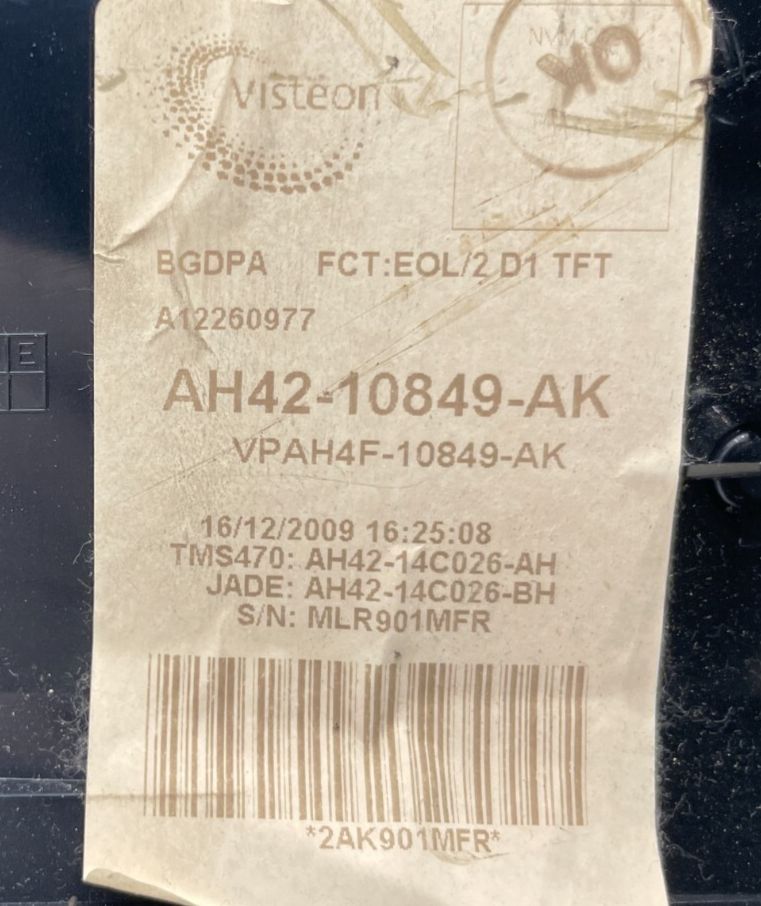 Visteon
OK
BGDPA FCT:EOL/2 D1 TFT
A12260977
AH42-10849-AK
VPAH4F-10849-AK
16/12/2009 16:25:08
TMS470: AH42-14C026-AH
JADE: AH42-14C026-BH
S/N: MLR901MFR
*2AK901MFR*
E